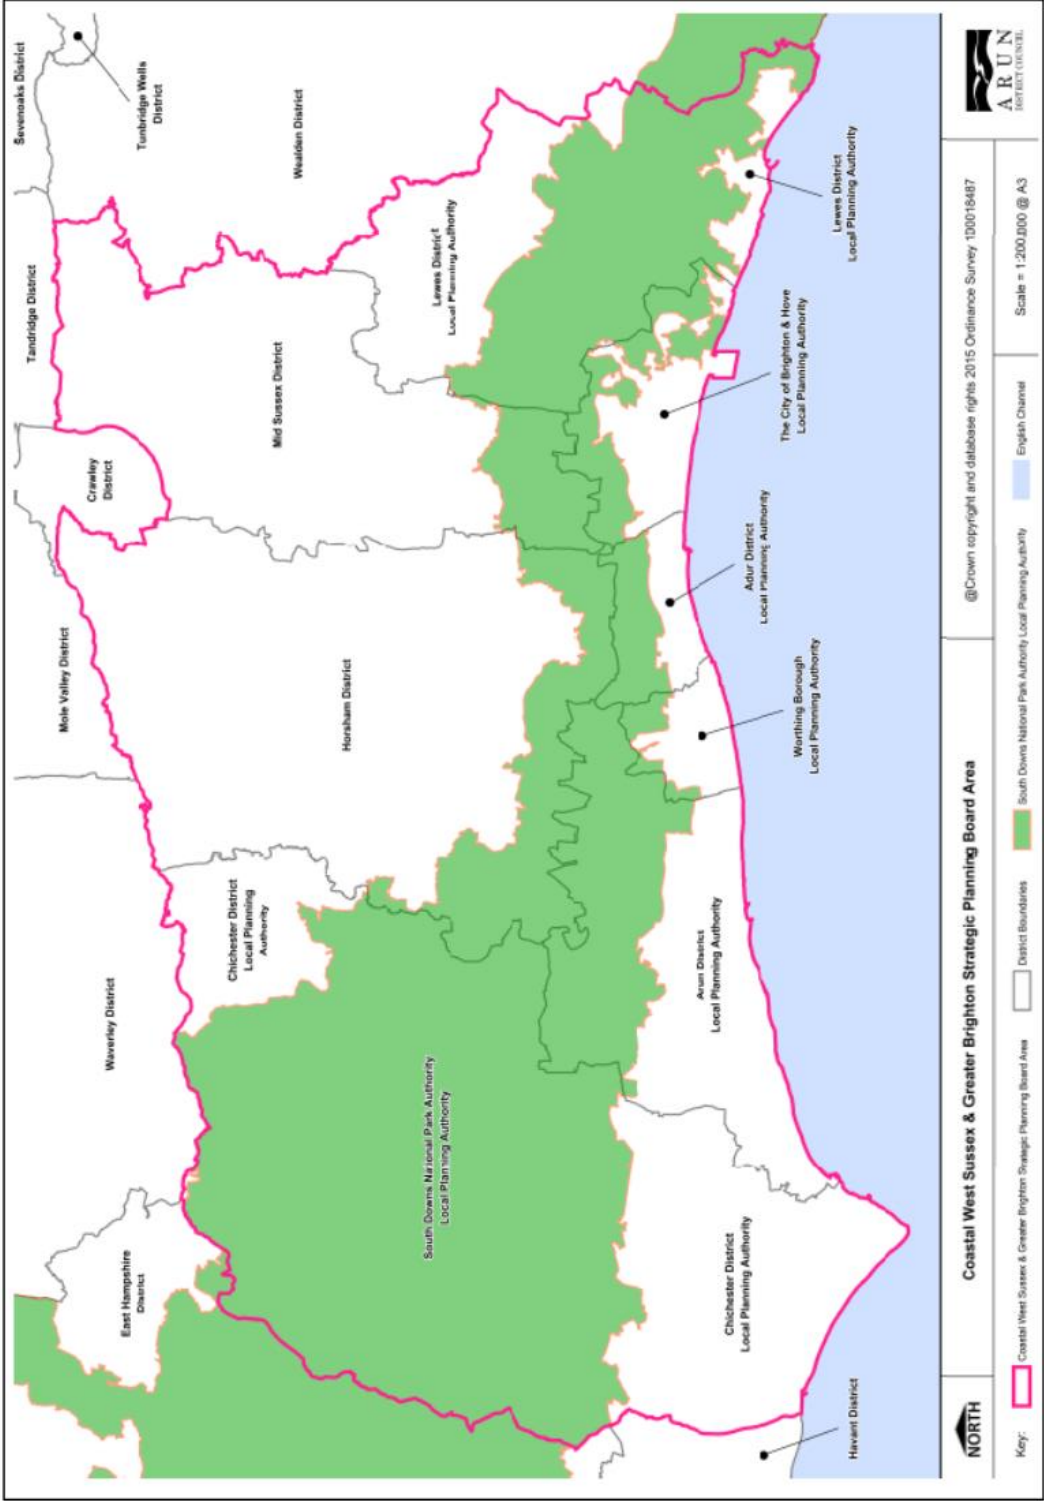 Sevenoaks District
Tunbridge Wells
District
Tandridge District
Wealden District
Crawley
District
Mole Valley District
Mid Sussex District
Lewes District
Local Planning Authority
Horsham District
Waverley District
Chichester District
Local Planning
Authority
East Hampshire
District
South Downs National Park Authority
Local Planning Authority
Lewes District
Local Planning Authority
The City of Brighton & Hove
Local Planning Authority
Adur District
Local Planning Authority
Worthing Borough
Local Planning Authority
Arun District
Local Planning Authority
Chichester District
Local Planning Authority
Havant District
NORTH
Coastal West Sussex & Greater Brighton Strategic Planning Board Area
@Crown copyright and database rights 2015 Ordinance Survey 100018487
ARUN
DISTRICT COUNCIL
Key:
Coastal West Sussex & Greater Brighton Strategic Planning Board Area
District Boundaries
South Downs National Park Authority Local Planning Authority
English Channel
Scale = 1:200,000 @ A3